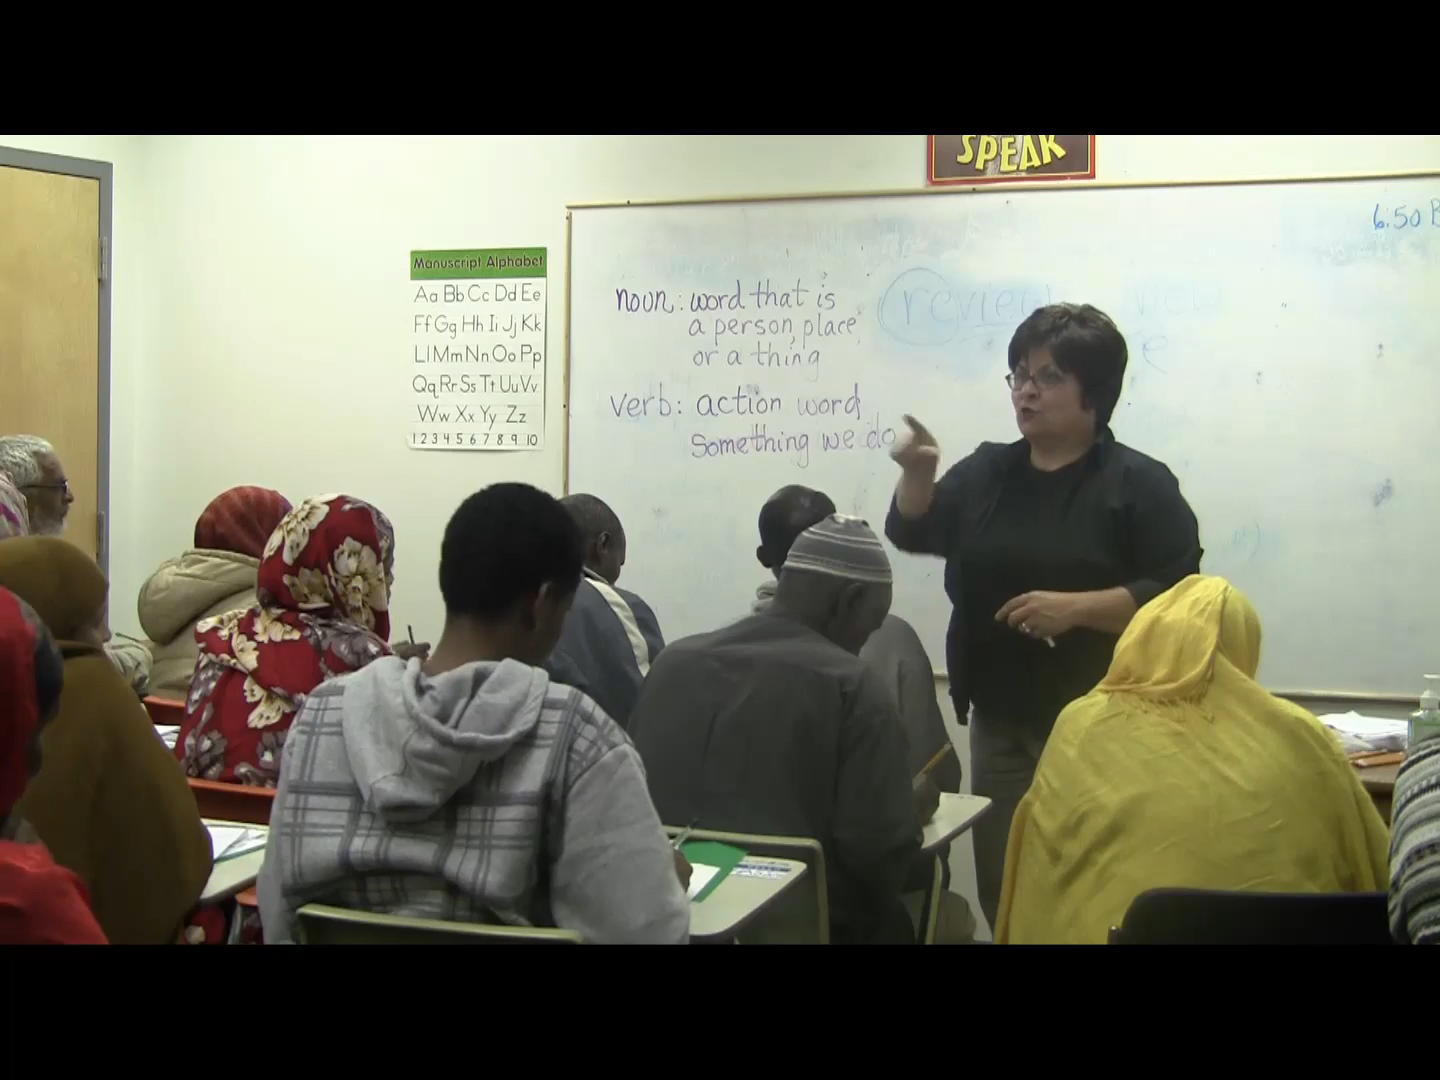 SPEAK
6:50
Manuscript Alphabet
Aa Bb Cc Dd Ee
Ff Gg Hh Ii Jj Kk
Ll Mm Nn Oo Pp
Qq Rr Ss Tt Uu Vv
Ww Xx Yy Zz
1 2 3 4 5 6 7 8 9 10
noun: word that is
a person, place,
or a thing
verb: action word
something we do
review